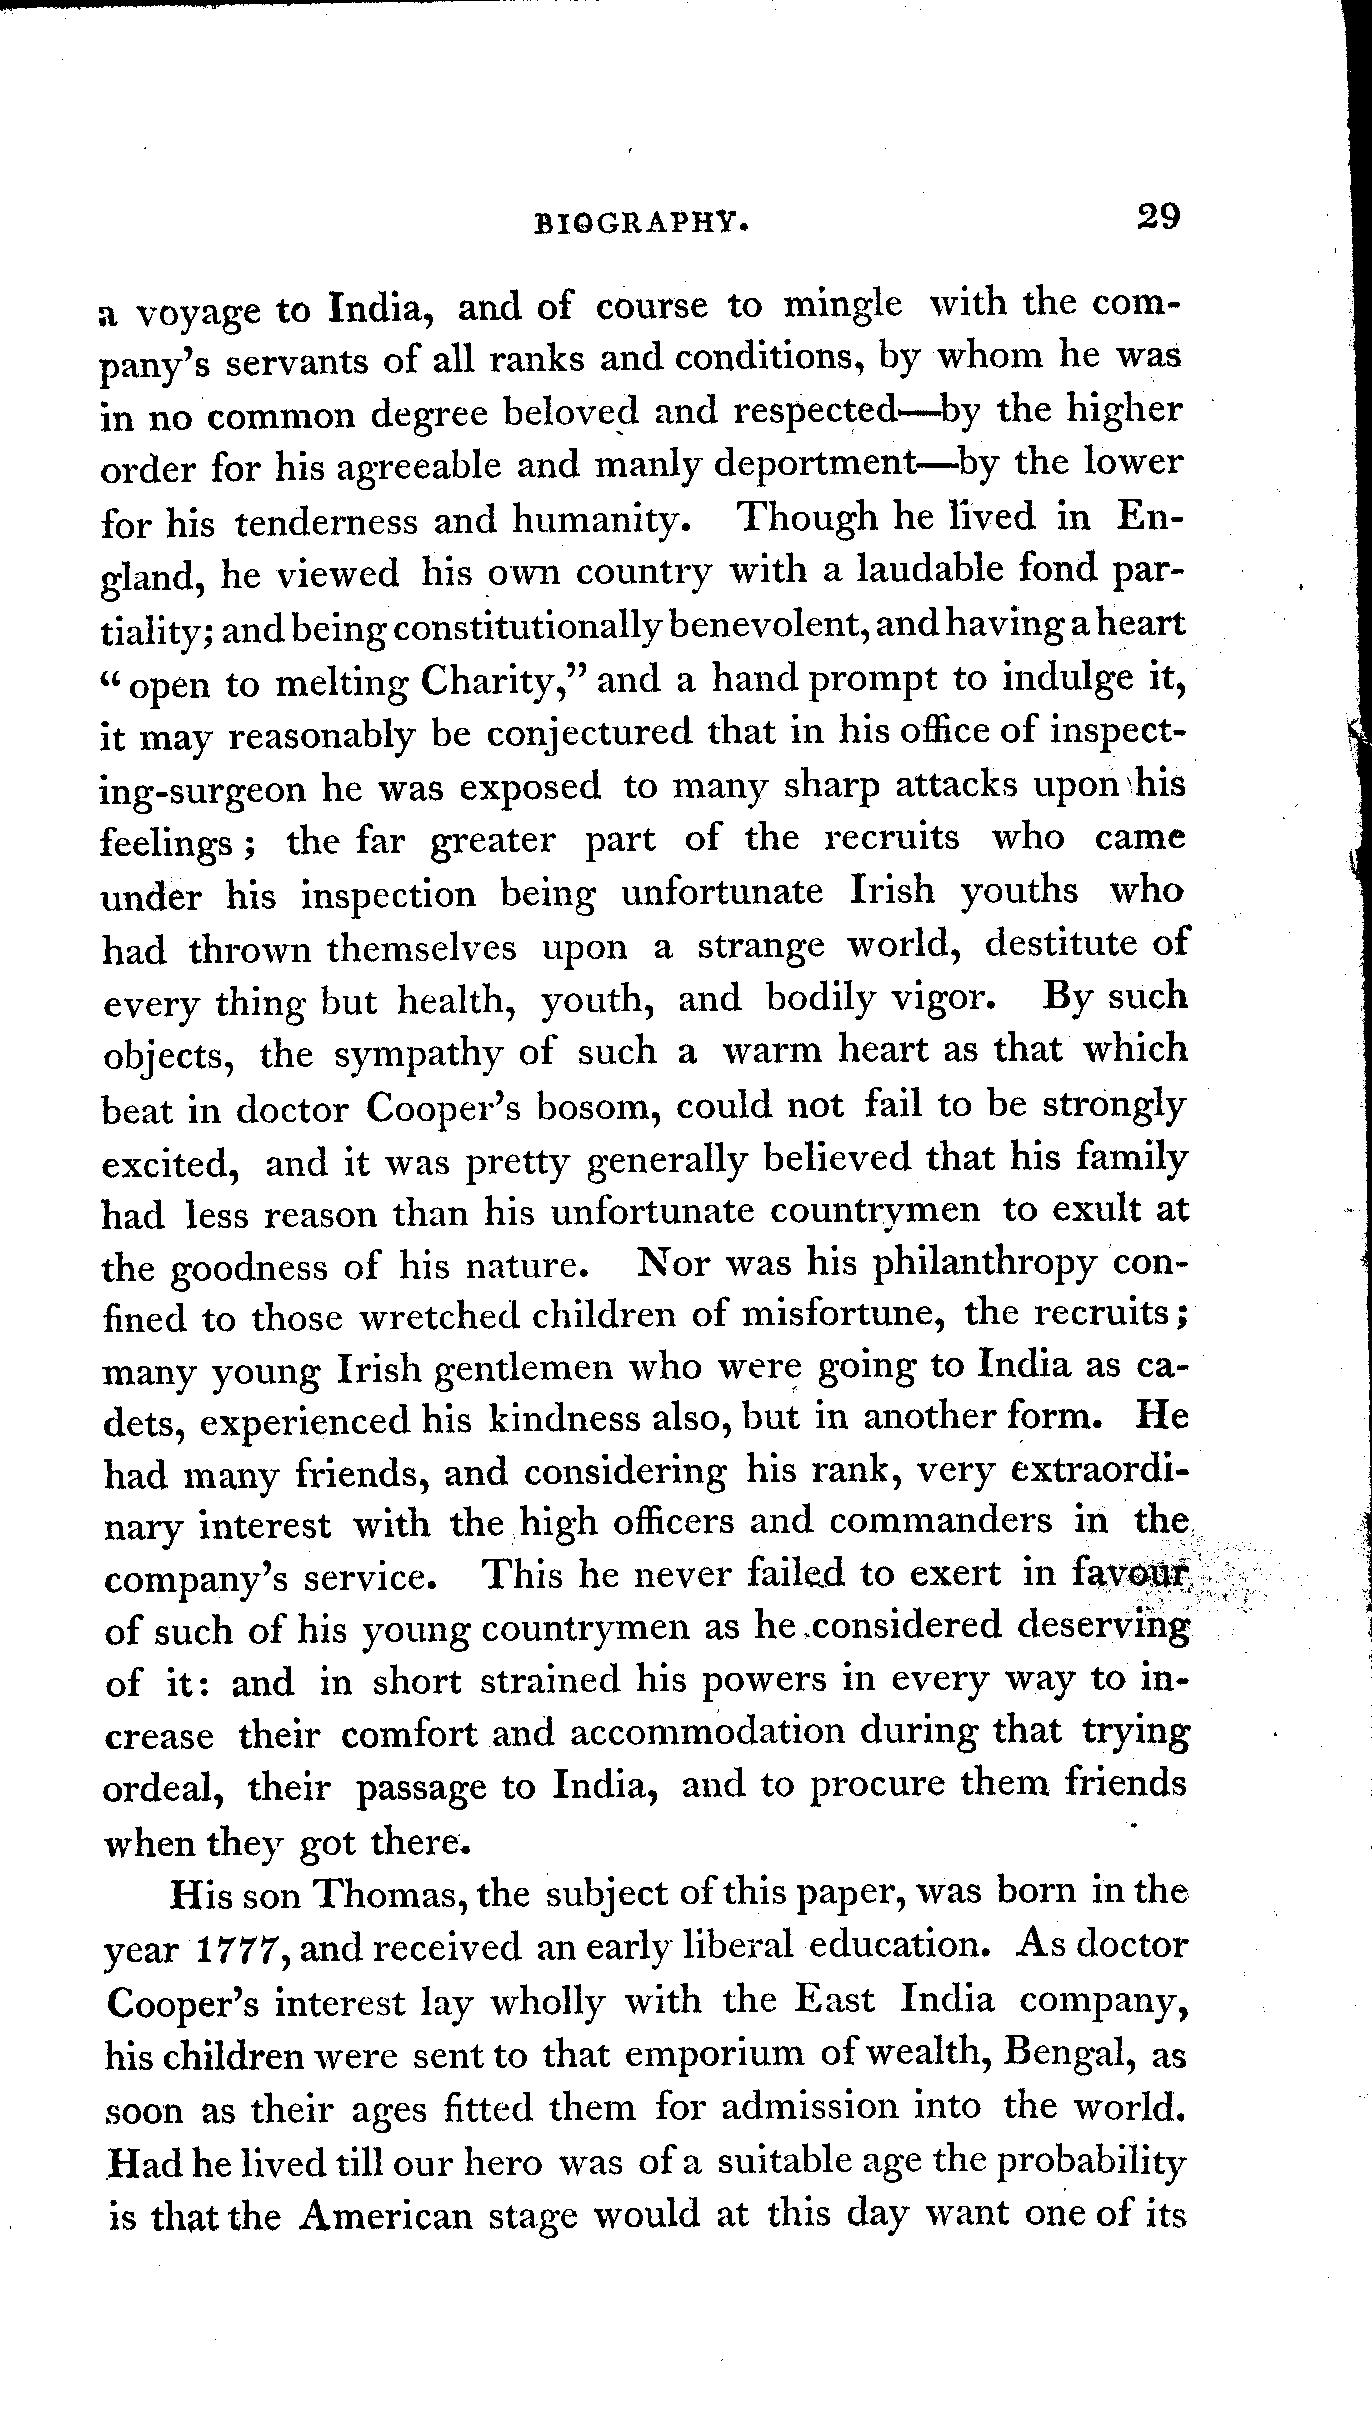 BIOGRAPHY. 29
a voyage to India, and of course to mingle with the com-
pany's servants of all ranks and conditions, by whom he was
in no common degree beloved and respected—by the higher
order for his agreeable and manly deportment—by the lower
for his tenderness and humanity. Though he lived in En-
gland, he viewed his own country with a laudable fond par-
tiality; and being constitutionally benevolent, and having a heart
"open to melting Charity," and a hand prompt to indulge it,
it may reasonably be conjectured that in his office of inspect-
ing-surgeon he was exposed to many sharp attacks upon his
feelings; the far greater part of the recruits who came
under his inspection being unfortunate Irish youths who
had thrown themselves upon a strange world, destitute of
every thing but health, youth, and bodily vigor. By such
objects, the sympathy of such a warm heart as that which
beat in doctor Cooper's bosom, could not fail to be strongly
excited, and it was pretty generally believed that his family
had less reason than his unfortunate countrymen to exult at
the goodness of his nature. Nor was his philanthropy con-
fined to those wretched children of misfortune, the recruits;
many young Irish gentlemen who were going to India as ca-
dets, experienced his kindness also, but in another form. He
had many friends, and considering his rank, very extraordi-
nary interest with the high officers and commanders in the
company's service. This he never failed to exert in favour
of such of his young countrymen as he considered deserving
of it: and in short strained his powers in every way to in-
crease their comfort and accommodation during that trying
ordeal, their passage to India, and to procure them friends
when they got there.
His son Thomas, the subject of this paper, was born in the
year 1777, and received an early liberal education. As doctor
Cooper's interest lay wholly with the East India company,
his children were sent to that emporium of wealth, Bengal, as
soon as their ages fitted them for admission into the world.
Had he lived till our hero was of a suitable age the probability
is that the American stage would at this day want one of its